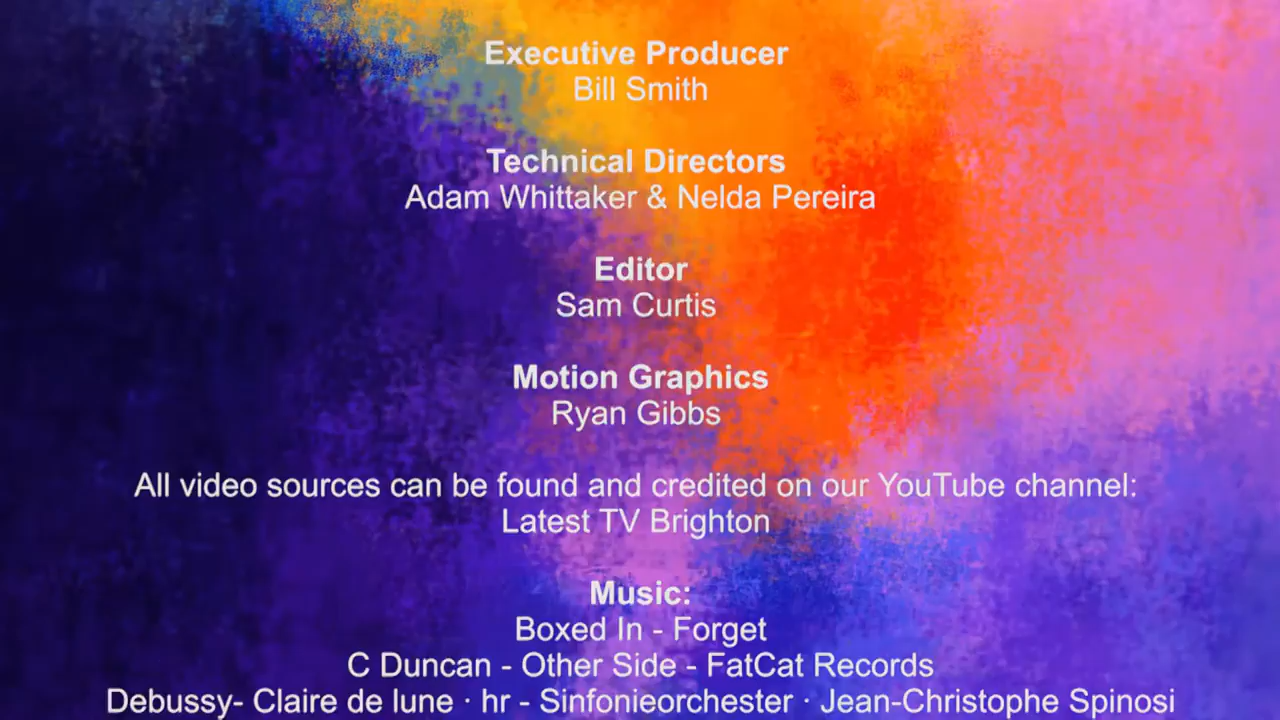 Executive Producer
Bill Smith
Technical Directors
Adam Whittaker & Nelda Pereira
Editor
Sam Curtis
Motion Graphics
Ryan Gibbs
All video sources can be found and credited on our YouTube channel:
Latest TV Brighton
Music:
Boxed In - Forget
C Duncan - Other Side - FatCat Records
Debussy- Claire de lune · hr - Sinfonieorchester · Jean-Christophe Spinosi